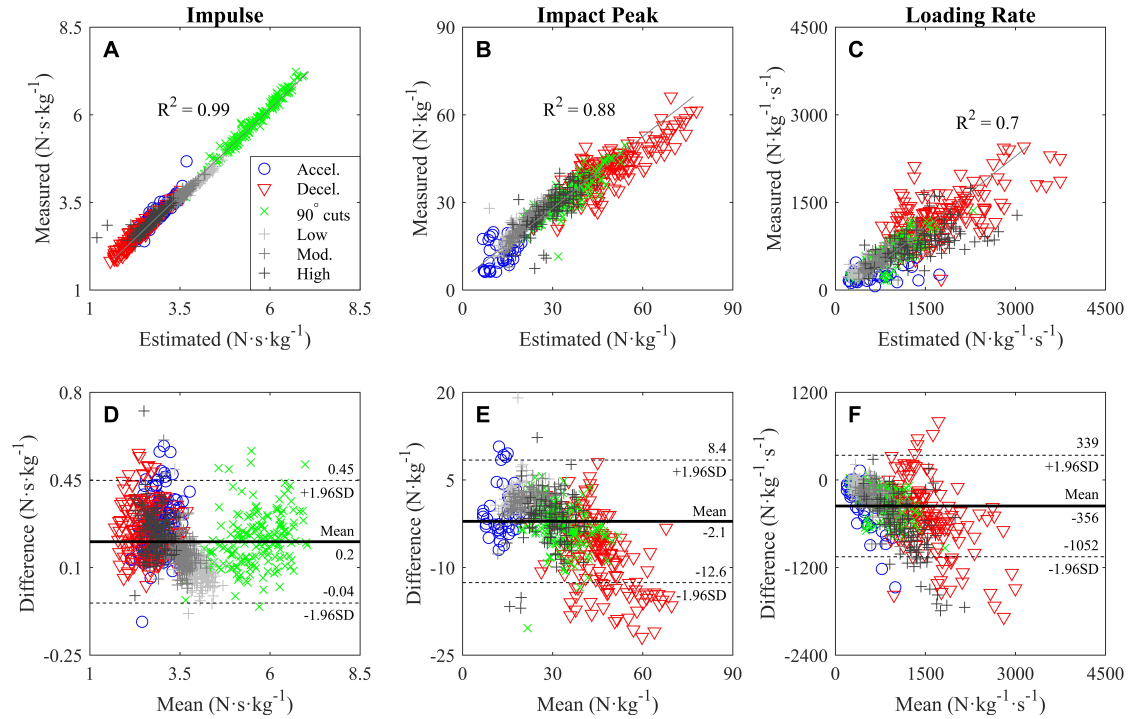 Impulse
Impact Peak
Loading Rate
A
8.5
6
3.5
1
1
3.5
6
8.5
Measured (N·s·kg⁻¹)
Estimated (N·s·kg⁻¹)
R² = 0.99
Accel.
Decel.
90° cuts
Low
Mod.
High
B
90
60
30
0
0
30
60
90
Measured (N·kg⁻¹)
Estimated (N·kg⁻¹)
R² = 0.88
C
4500
3000
1500
0
0
1500
3000
4500
Measured (N·kg⁻¹·s⁻¹)
Estimated (N·kg⁻¹·s⁻¹)
R² = 0.7
D
0.8
0.45
0.1
-0.25
1
3.5
6
8.5
Difference (N·s·kg⁻¹)
Mean (N·s·kg⁻¹)
0.45
+1.96SD
Mean
0.2
-0.04
-1.96SD
E
20
5
-10
-25
0
30
60
90
Difference (N·kg⁻¹)
Mean (N·kg⁻¹)
8.4
+1.96SD
Mean
-2.1
-12.6
-1.96SD
F
1200
0
-1200
-2400
0
1500
3000
4500
Difference (N·kg⁻¹·s⁻¹)
Mean (N·kg⁻¹·s⁻¹)
339
+1.96SD
Mean
-356
-1052
-1.96SD